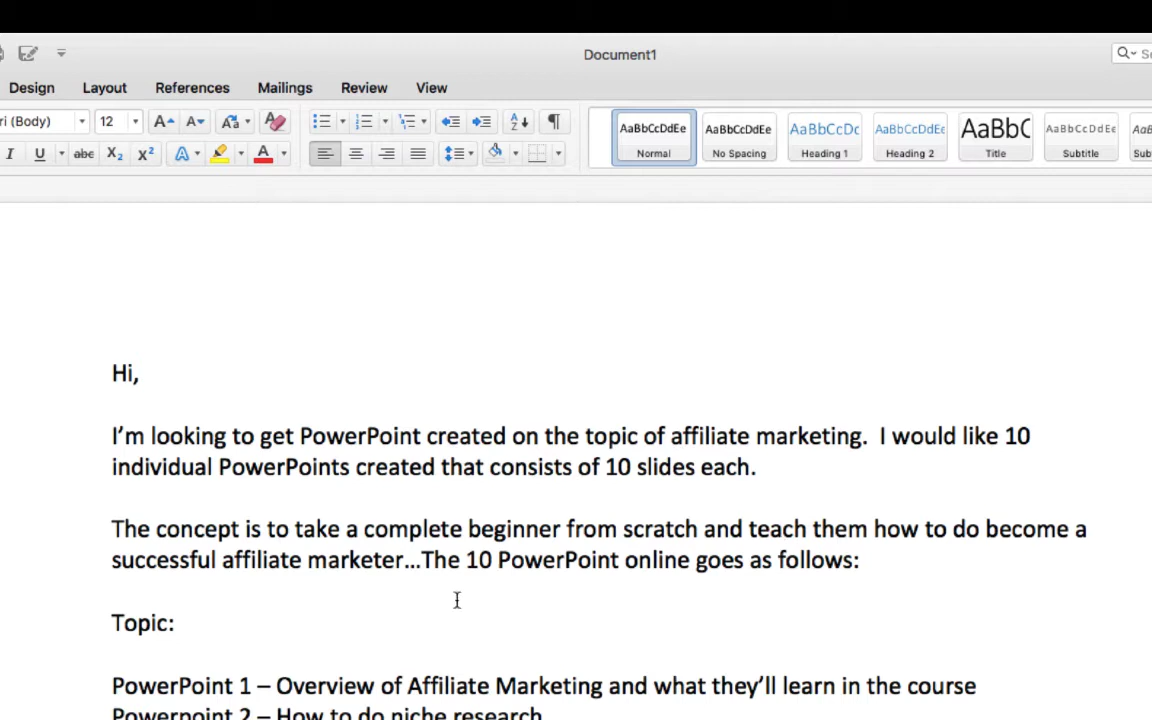 Document1
Design Layout References Mailings Review View
ri (Body) 12
AaBbCcDdEe AaBbCcDdEe AaBbCcDc AaBbCcDdEe AaBbC AaBbCcDdEe
Normal No Spacing Heading 1 Heading 2 Title Subtitle
Hi,
I’m looking to get PowerPoint created on the topic of affiliate marketing.  I would like 10
individual PowerPoints created that consists of 10 slides each.
The concept is to take a complete beginner from scratch and teach them how to do become a
successful affiliate marketer…The 10 PowerPoint online goes as follows:
Topic:
PowerPoint 1 – Overview of Affiliate Marketing and what they’ll learn in the course
Powerpoint 2 – How to do niche research